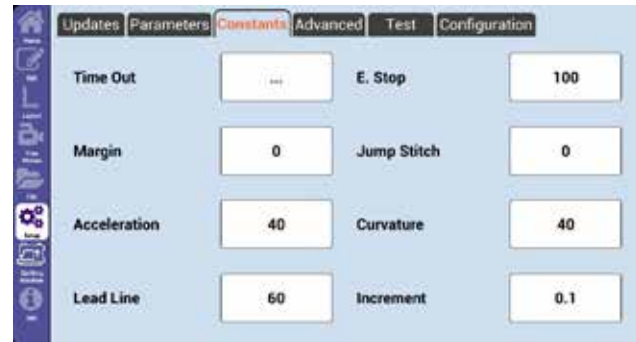 Updates Parameters Constants Advanced Test Configuration
Time Out ... E. Stop 100
Margin 0 Jump Stitch 0
Acceleration 40 Curvature 40
Lead Line 60 Increment 0.1